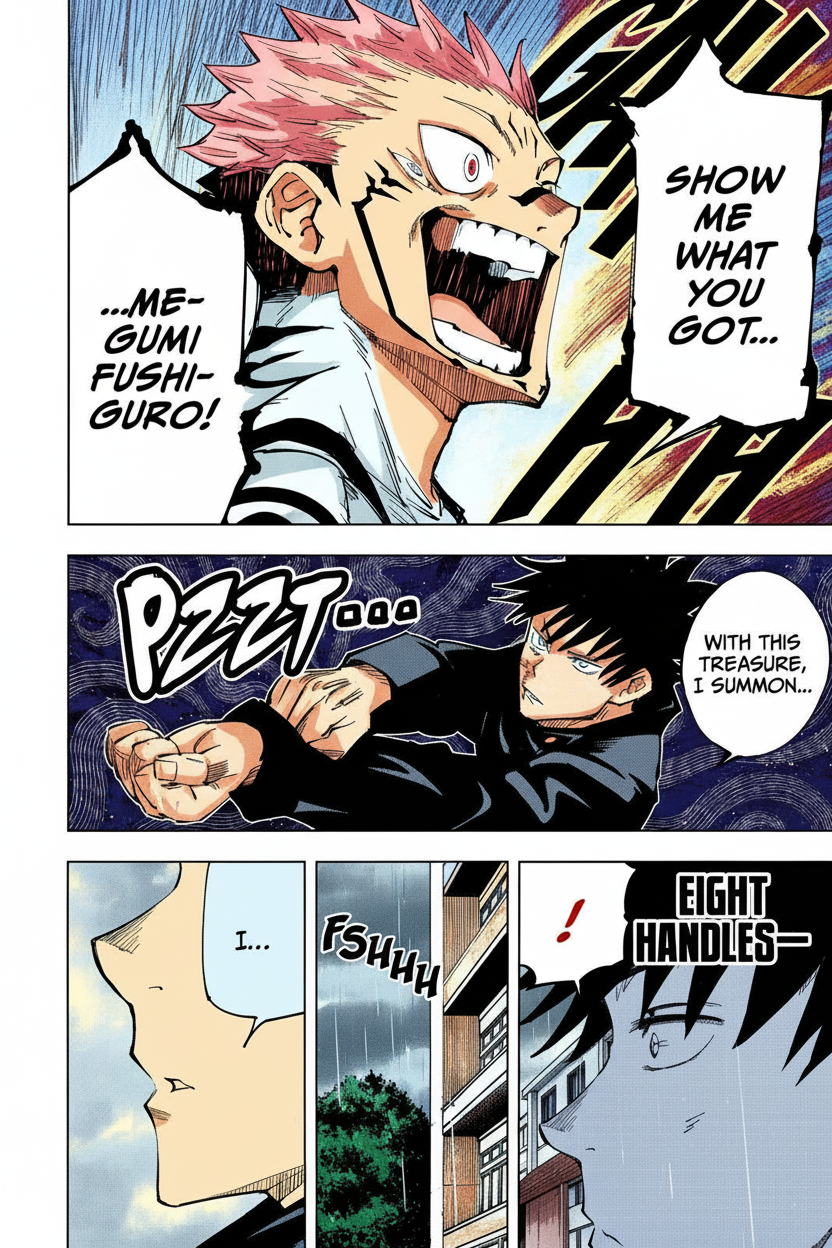 SHOW
ME
WHAT
YOU
GOT...
...ME-
GUMI
FUSHI-
GURO!
WITH THIS
TREASURE,
I SUMMON...
PZZT...
EIGHT
HANDLES—
!
FSHHH
I...